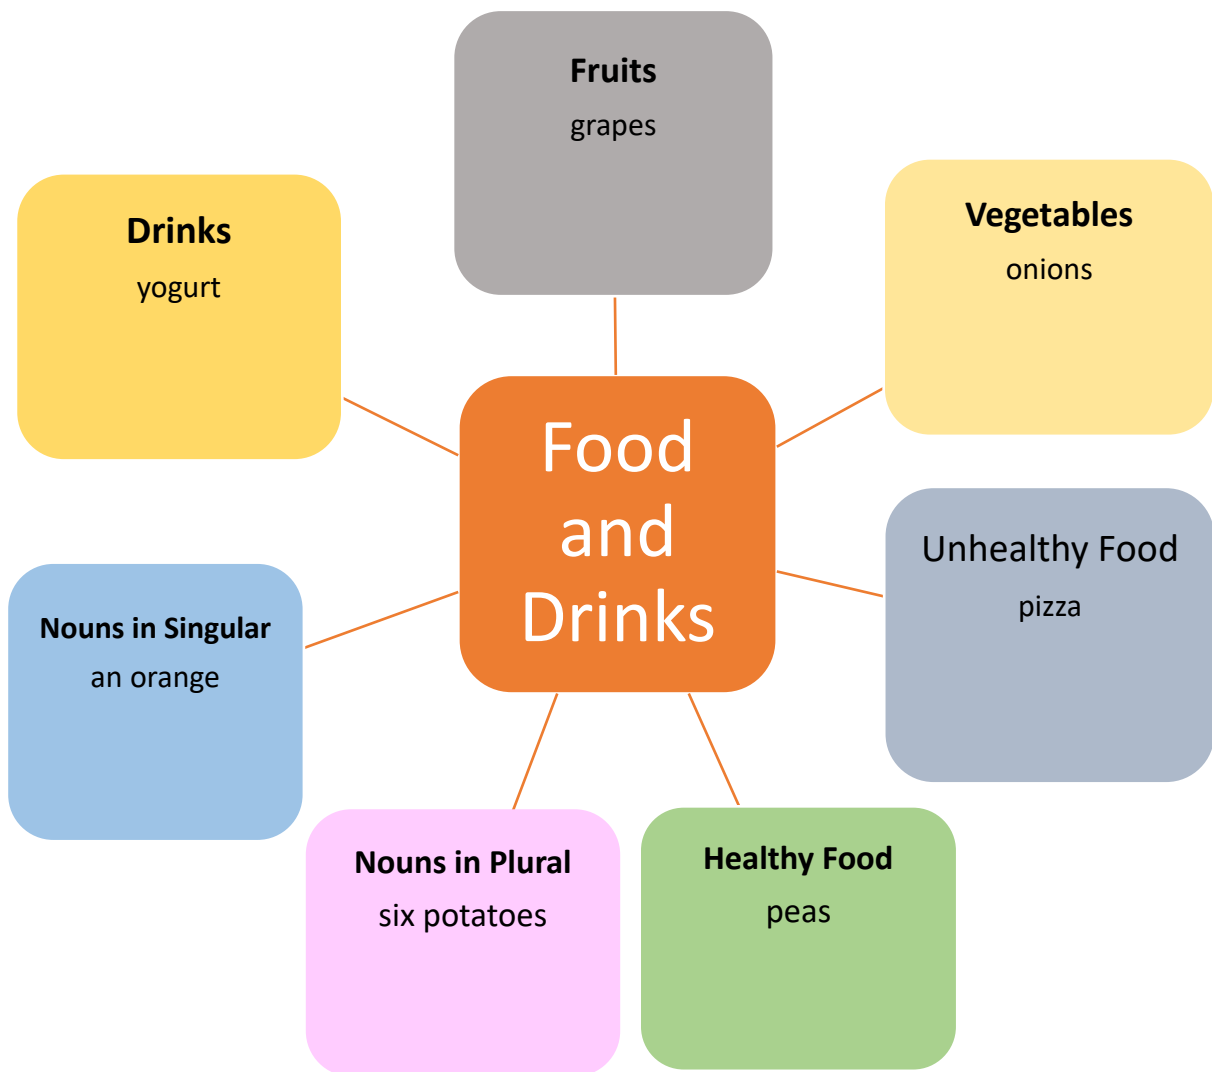 Fruits
grapes
Vegetables
onions
Drinks
yogurt
Food
and
Drinks
Unhealthy Food
pizza
Nouns in Singular
an orange
Nouns in Plural
six potatoes
Healthy Food
peas